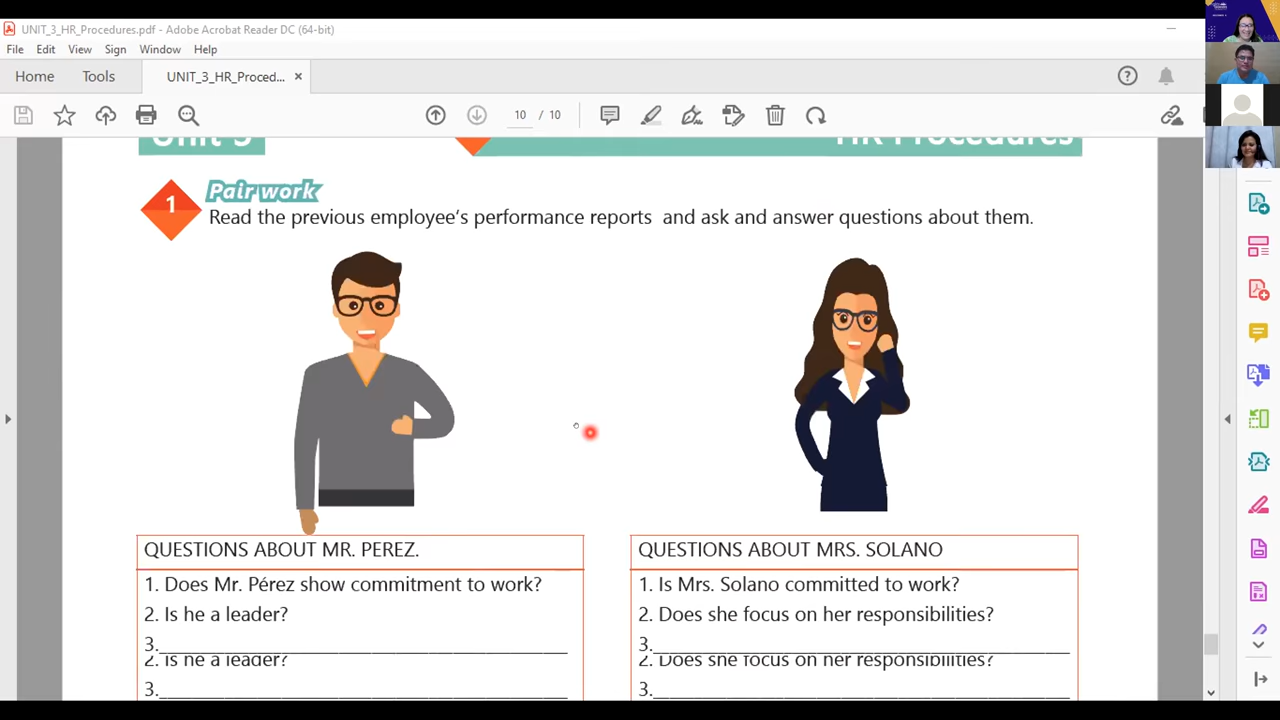 UNIT_3_HR_Procedures.pdf - Adobe Acrobat Reader DC (64-bit)
File Edit View Sign Window Help
Home Tools UNIT_3_HR_Proced... ×
10 / 10
Unit 3 HR Procedures
1 Pair work
Read the previous employee's performance reports and ask and answer questions about them.
QUESTIONS ABOUT MR. PEREZ.
1. Does Mr. Pérez show commitment to work?
2. Is he a leader?
3.
2. Is he a leader?
3.
QUESTIONS ABOUT MRS. SOLANO
1. Is Mrs. Solano committed to work?
2. Does she focus on her responsibilities?
3.
2. Does she focus on her responsibilities?
3.